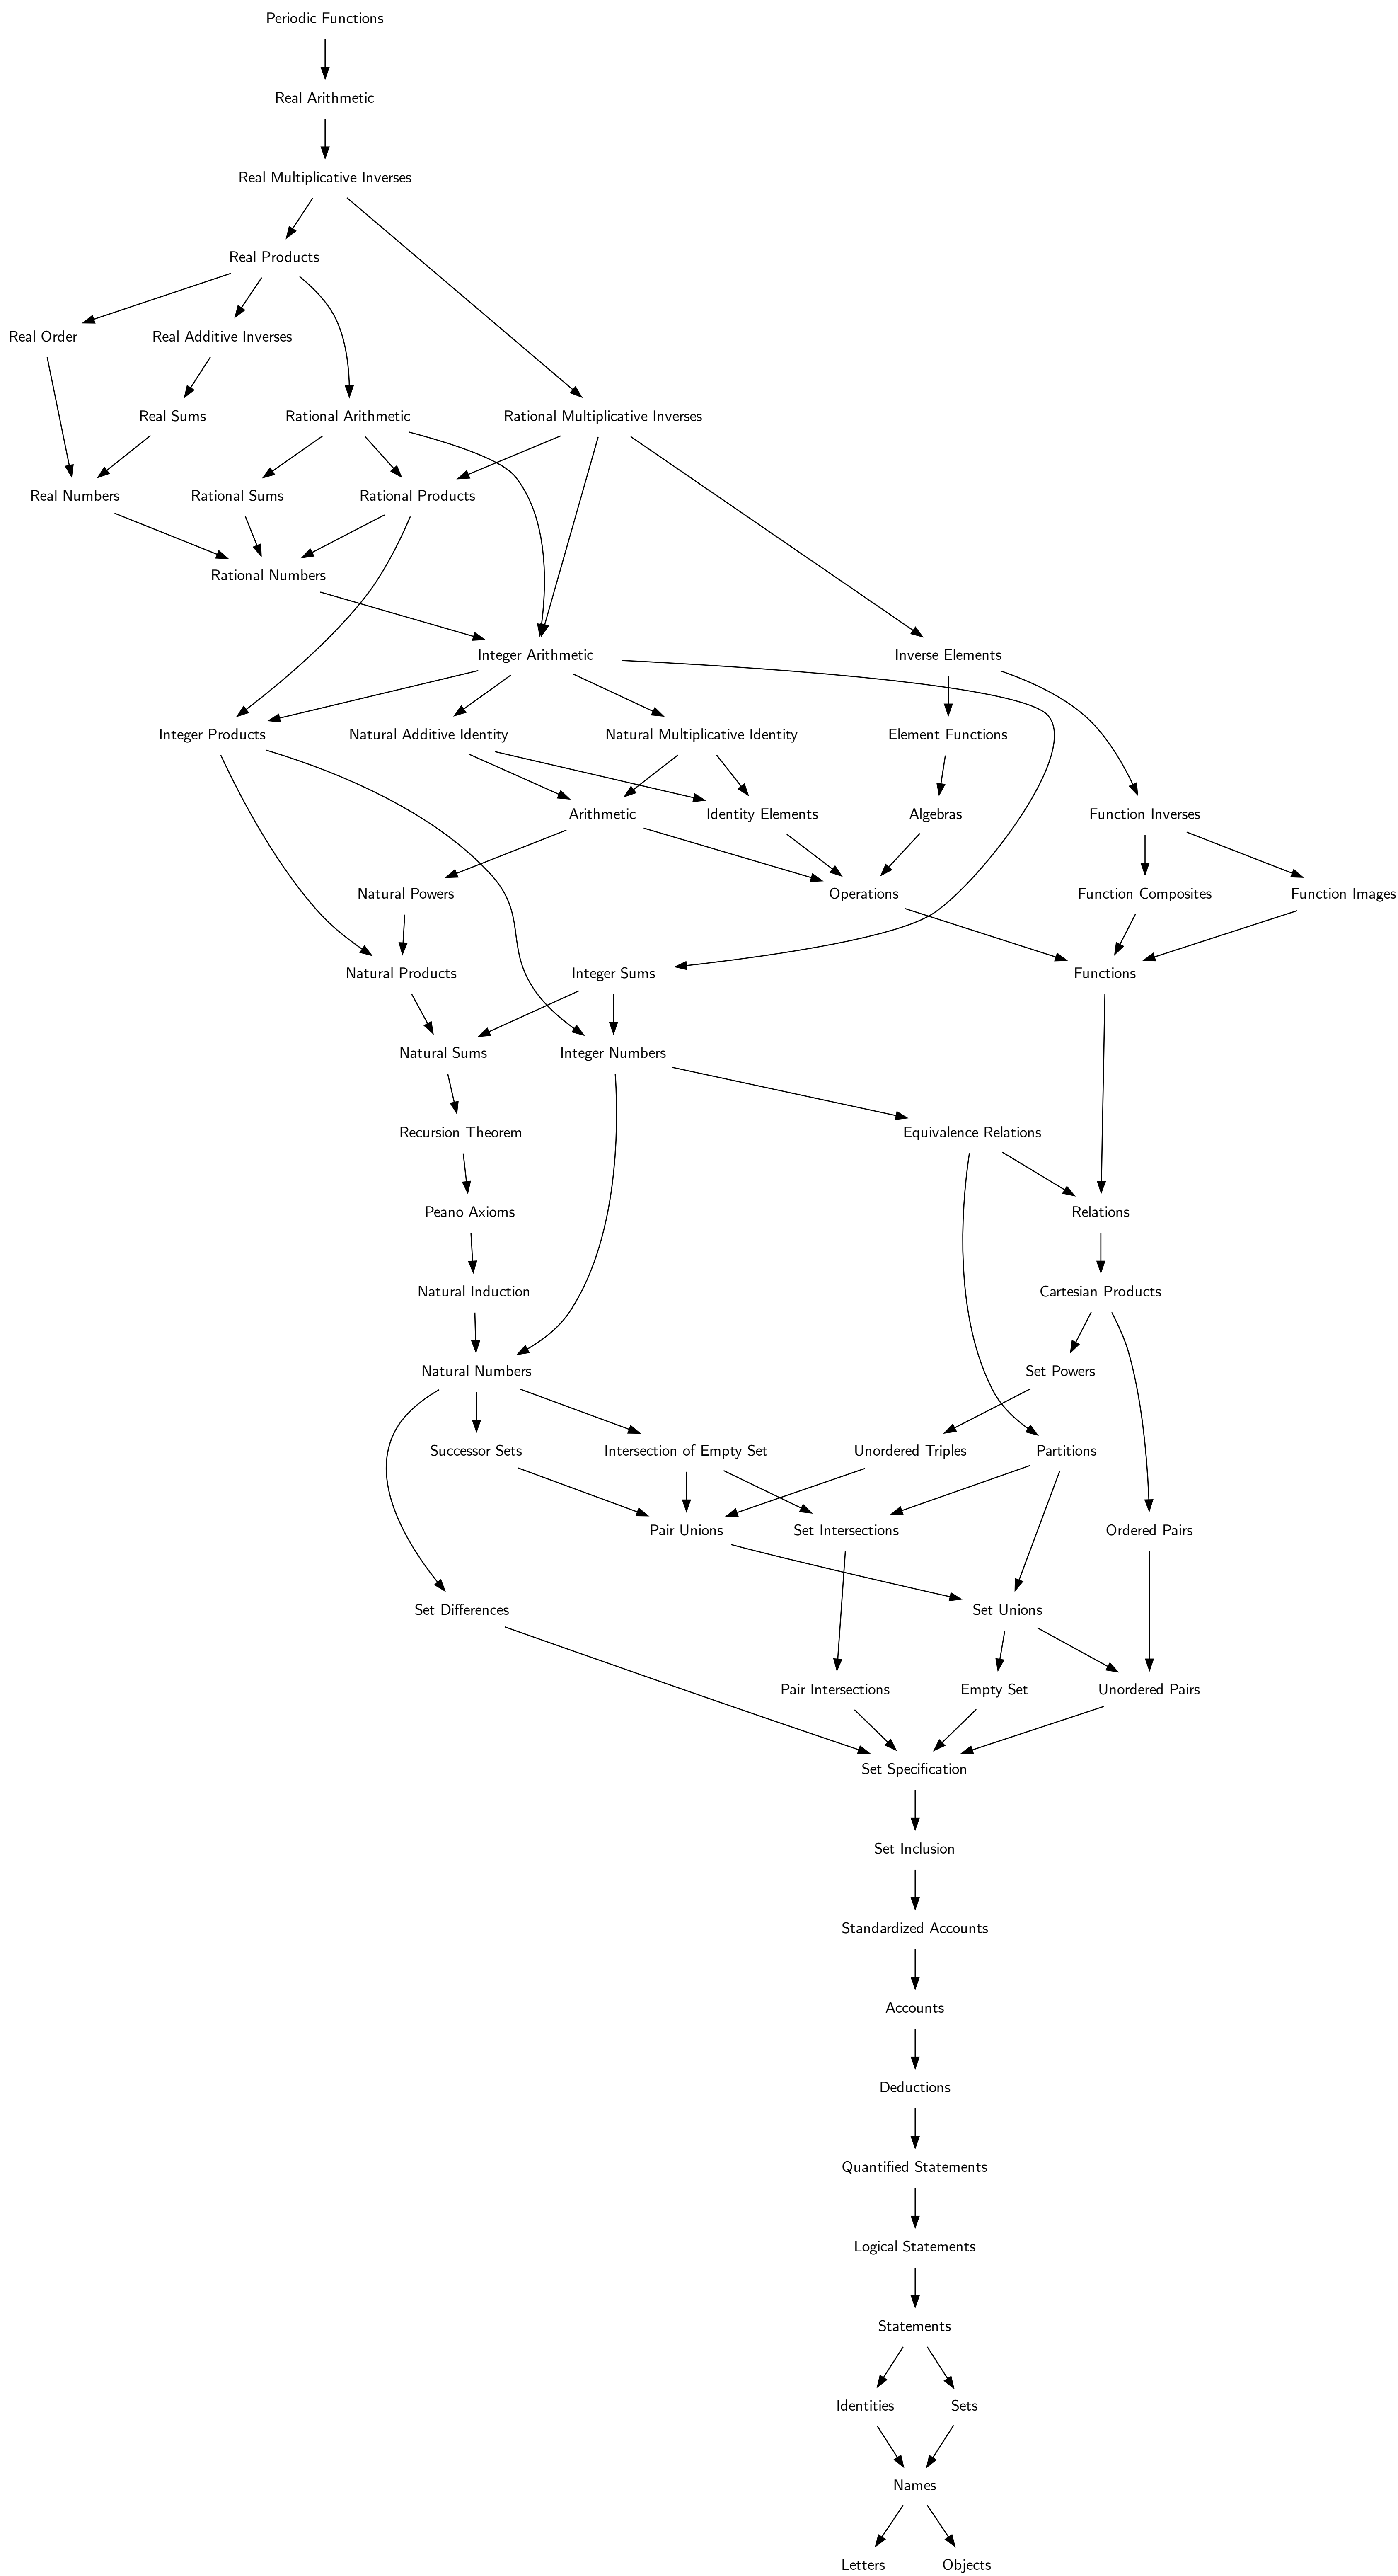 Periodic Functions
Real Arithmetic
Real Multiplicative Inverses
Real Products
Real Order
Real Additive Inverses
Real Sums
Rational Arithmetic
Rational Multiplicative Inverses
Real Numbers
Rational Sums
Rational Products
Rational Numbers
Integer Arithmetic
Inverse Elements
Integer Products
Natural Additive Identity
Natural Multiplicative Identity
Element Functions
Arithmetic
Identity Elements
Algebras
Function Inverses
Natural Powers
Operations
Function Composites
Function Images
Natural Products
Integer Sums
Functions
Natural Sums
Integer Numbers
Recursion Theorem
Equivalence Relations
Peano Axioms
Relations
Natural Induction
Cartesian Products
Natural Numbers
Set Powers
Successor Sets
Intersection of Empty Set
Unordered Triples
Partitions
Pair Unions
Set Intersections
Ordered Pairs
Set Differences
Set Unions
Pair Intersections
Empty Set
Unordered Pairs
Set Specification
Set Inclusion
Standardized Accounts
Accounts
Deductions
Quantified Statements
Logical Statements
Statements
Identities
Sets
Names
Letters
Objects